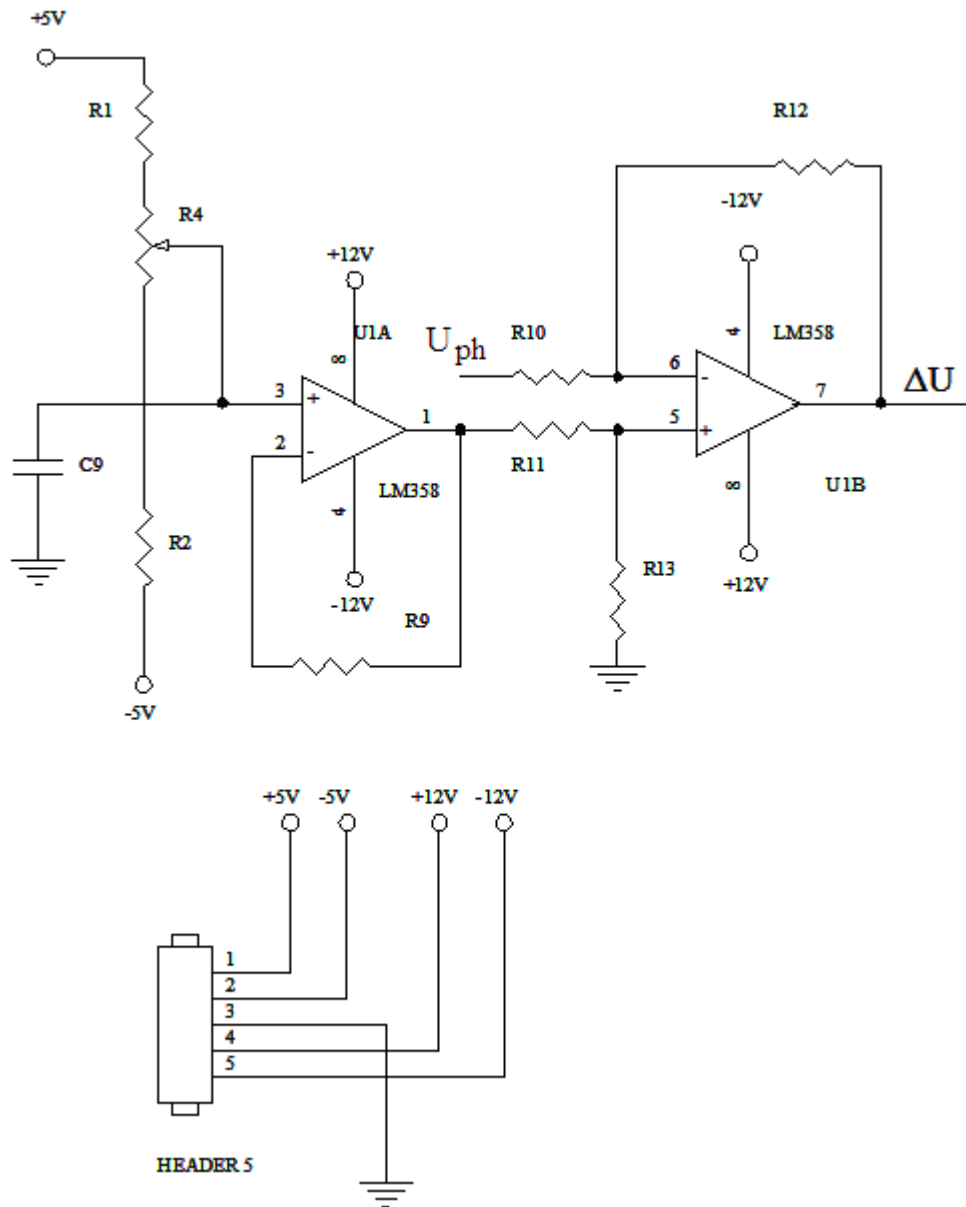 +5V
R1
R12
R4
-12V
+12V
U1A
8
U
ph
R10
4
LM358
3
+
6
-
7
ΔU
1
5
+
2
-
C9
R11
LM358
8
U1B
4
R2
R13
-12V
+12V
R9
-5V
+5V -5V +12V -12V
1
2
3
4
5
HEADER 5